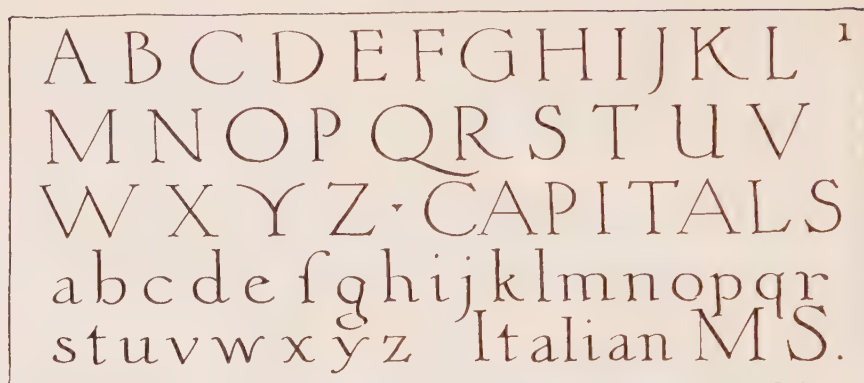 A B C D E F G H I J K L 1
M N O P Q R S T U V
W X Y Z · CAPITALS
a b c d e f g h i j k l m n o p q r
s t u v w x y z Italian MS.